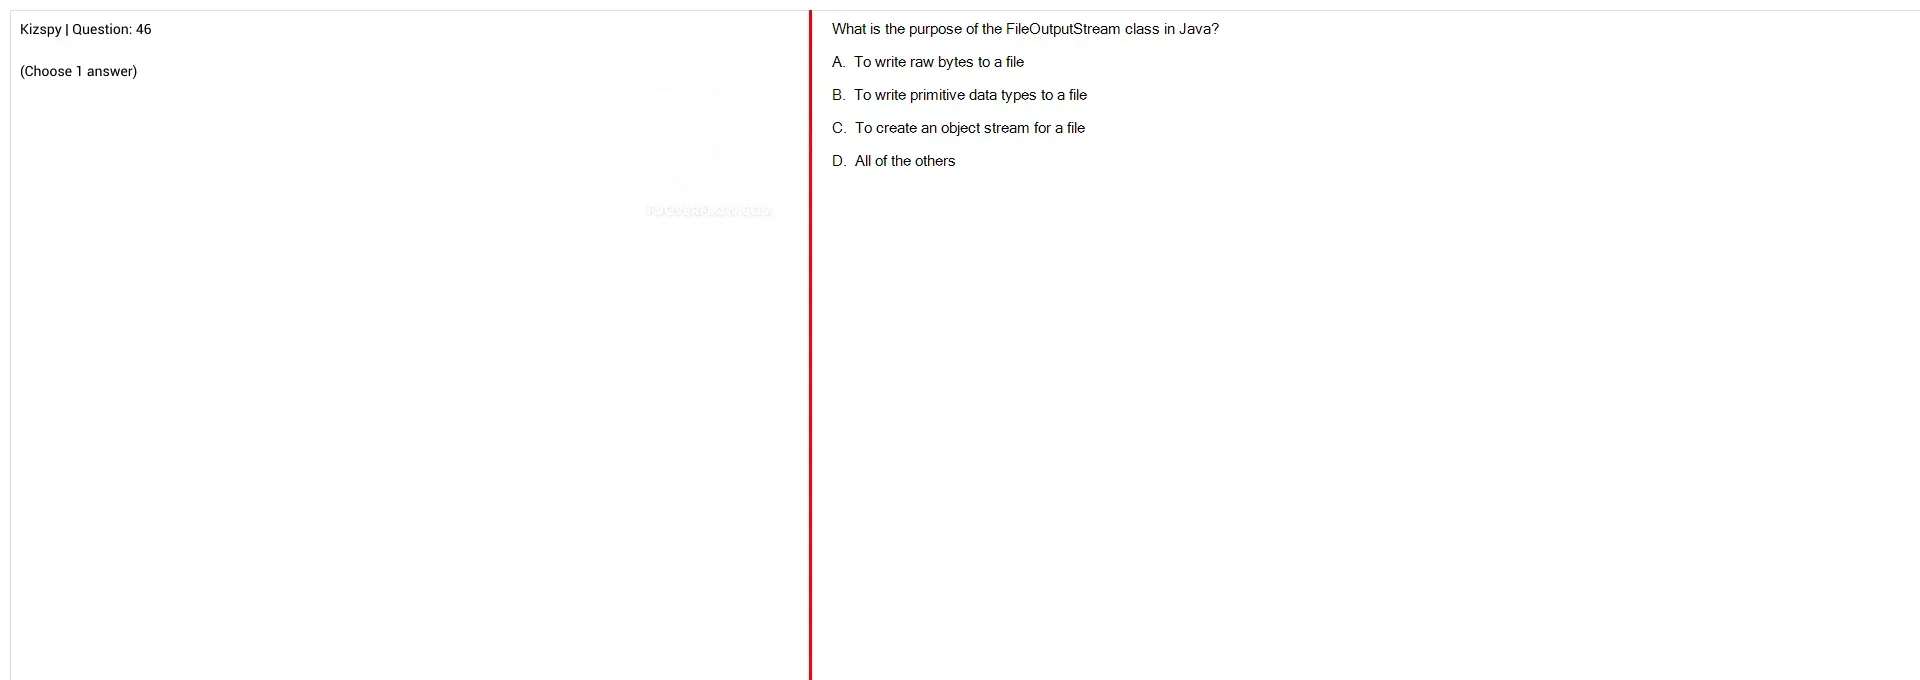 Kizspy | Question: 46
(Choose 1 answer)
FUOVERFLOW.COM
What is the purpose of the FileOutputStream class in Java?
A. To write raw bytes to a file
B. To write primitive data types to a file
C. To create an object stream for a file
D. All of the others